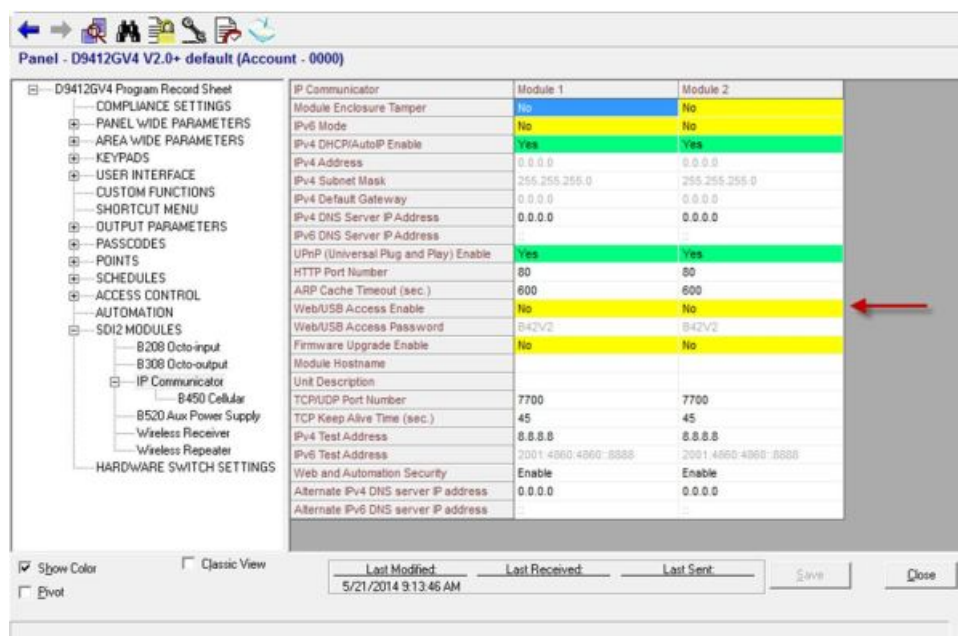 Panel - D9412GV4 V2.0+ default (Account - 0000)
D9412GV4 Program Record Sheet
COMPLIANCE SETTINGS
PANEL WIDE PARAMETERS
AREA WIDE PARAMETERS
KEYPADS
USER INTERFACE
CUSTOM FUNCTIONS
SHORTCUT MENU
OUTPUT PARAMETERS
PASSCODES
POINTS
SCHEDULES
ACCESS CONTROL
AUTOMATION
SDI2 MODULES
B208 Octo-input
B308 Octo-output
IP Communicator
B450 Cellular
B520 Aux Power Supply
Wireless Receiver
Wireless Repeater
HARDWARE SWITCH SETTINGS
IP Communicator Module 1 Module 2
Module Enclosure Tamper No No
IPv6 Mode No No
IPv4 DHCP/AutoIP Enable Yes Yes
IPv4 Address 0.0.0.0 0.0.0.0
IPv4 Subnet Mask 255.255.255.0 255.255.255.0
IPv4 Default Gateway 0.0.0.0 0.0.0.0
IPv4 DNS Server IP Address 0.0.0.0 0.0.0.0
IPv6 DNS Server IP Address :: ::
UPnP (Universal Plug and Play) Enable Yes Yes
HTTP Port Number 80 80
ARP Cache Timeout (sec.) 600 600
Web/USB Access Enable No No
Web/USB Access Password B42V2 B42V2
Firmware Upgrade Enable No No
Module Hostname
Unit Description
TCP/UDP Port Number 7700 7700
TCP Keep Alive Time (sec.) 45 45
IPv4 Test Address 8.8.8.8 8.8.8.8
IPv6 Test Address 2001:4860:4860::8888 2001:4860:4860::8888
Web and Automation Security Enable Enable
Alternate IPv4 DNS server IP address 0.0.0.0 0.0.0.0
Alternate IPv6 DNS server IP address :: ::
Show Color
Classic View
Pivot
Last Modified: Last Received: Last Sent:
5/21/2014 9:13:46 AM
Save
Close